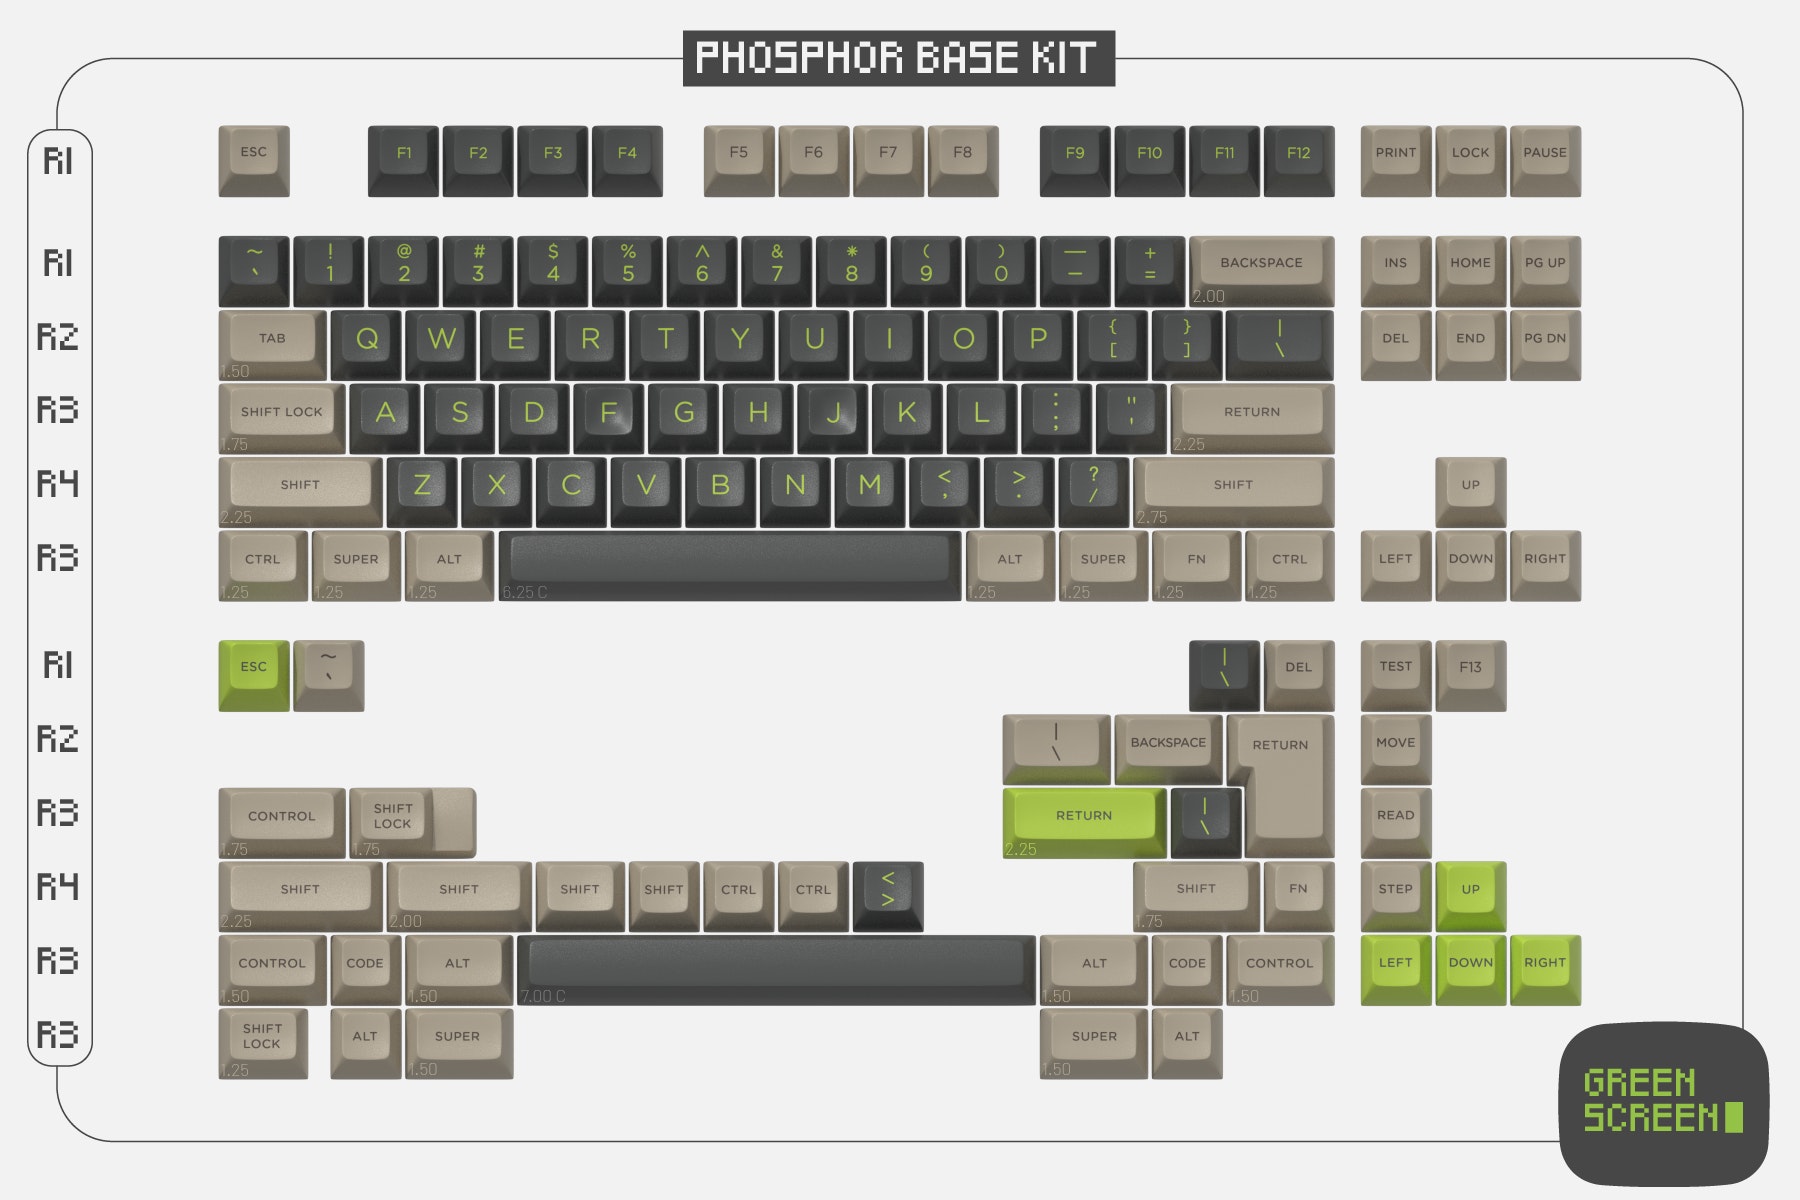 PHOSPHOR BASE KIT
R1
ESC F1 F2 F3 F4 F5 F6 F7 F8 F9 F10 F11 F12 PRINT LOCK PAUSE
R1
~ ! @ # $ % ^ & * ( ) — +
` 1 2 3 4 5 6 7 8 9 0 – = BACKSPACE INS HOME PG UP
2.00
R2
TAB Q W E R T Y U I O P { [ } ] | \ DEL END PG DN
1.50
R3
SHIFT LOCK A S D F G H J K L : ; " ' RETURN
1.75 2.25
R4
SHIFT Z X C V B N M < , > . ? / SHIFT UP
2.25 2.75
R3
CTRL SUPER ALT ALT SUPER FN CTRL LEFT DOWN RIGHT
1.25 1.25 1.25 6.25 C 1.25 1.25 1.25 1.25
R1
ESC ~ ` | \ DEL TEST F13
R2
| \ BACKSPACE RETURN MOVE
R3
CONTROL SHIFT LOCK RETURN | \ READ
1.75 1.75 2.25
R4
SHIFT SHIFT SHIFT SHIFT CTRL CTRL < > SHIFT FN STEP UP
2.25 2.00 1.75
R3
CONTROL CODE ALT ALT CODE CONTROL LEFT DOWN RIGHT
1.50 1.50 7.00 C 1.50 1.50
R3
SHIFT LOCK ALT SUPER SUPER ALT
1.25 1.50 1.50
GREEN
SCREEN